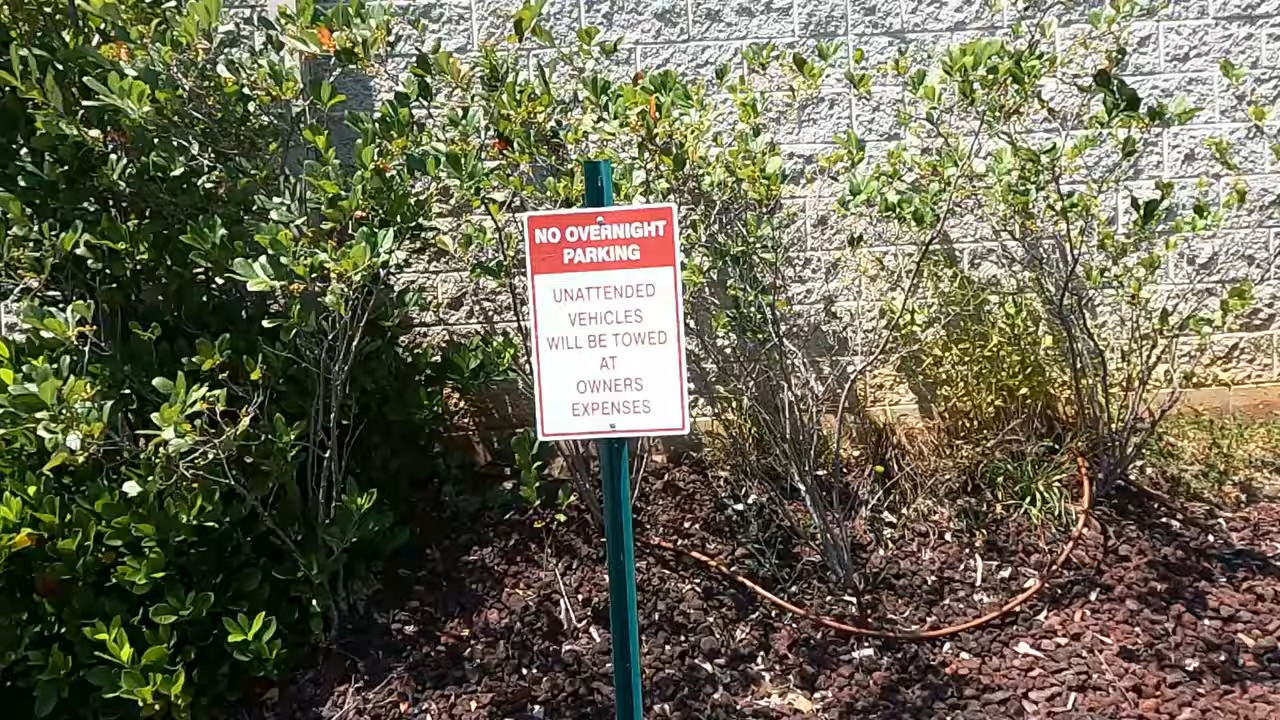 NO OVERNIGHT
PARKING
UNATTENDED
VEHICLES
WILL BE TOWED
AT
OWNERS
EXPENSES